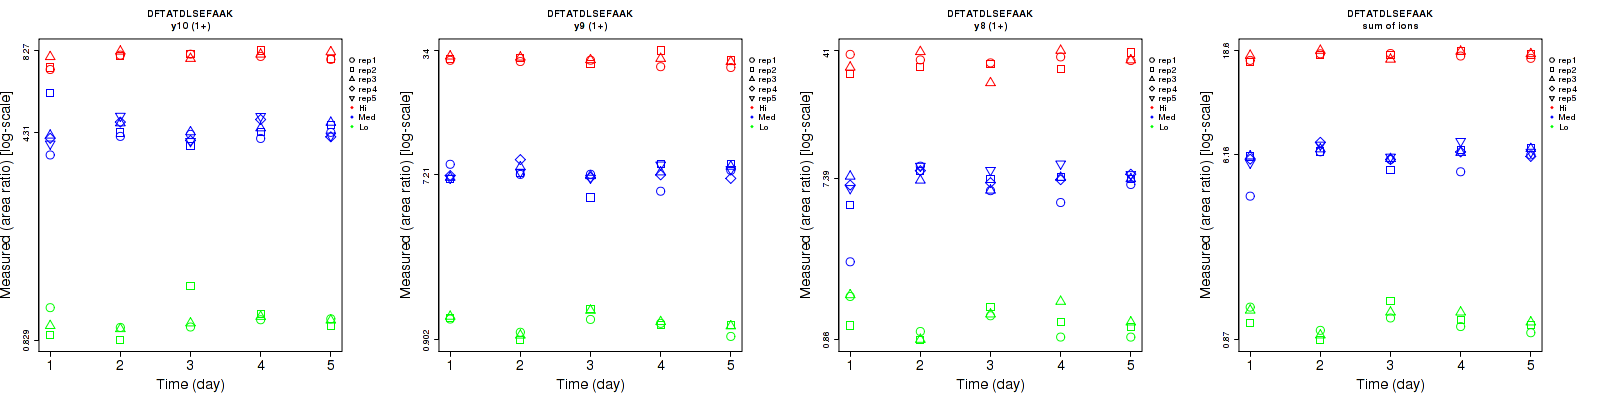 DFTATDLSEFAAK
y10 (1+)
Measured (area ratio) [log-scale]
8.27
4.31
0.829
1 2 3 4 5
Time (day)
rep1
rep2
rep3
rep4
rep5
Hi
Med
Lo
DFTATDLSEFAAK
y9 (1+)
Measured (area ratio) [log-scale]
34
7.21
0.902
1 2 3 4 5
Time (day)
rep1
rep2
rep3
rep4
rep5
Hi
Med
Lo
DFTATDLSEFAAK
y8 (1+)
Measured (area ratio) [log-scale]
41
7.39
0.86
1 2 3 4 5
Time (day)
rep1
rep2
rep3
rep4
rep5
Hi
Med
Lo
DFTATDLSEFAAK
sum of ions
Measured (area ratio) [log-scale]
18.6
6.16
0.87
1 2 3 4 5
Time (day)
rep1
rep2
rep3
rep4
rep5
Hi
Med
Lo